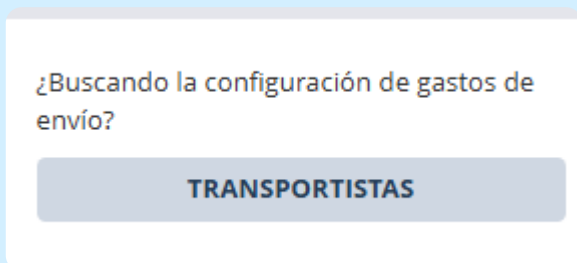 ¿Buscando la configuración de gastos de
envío?
TRANSPORTISTAS